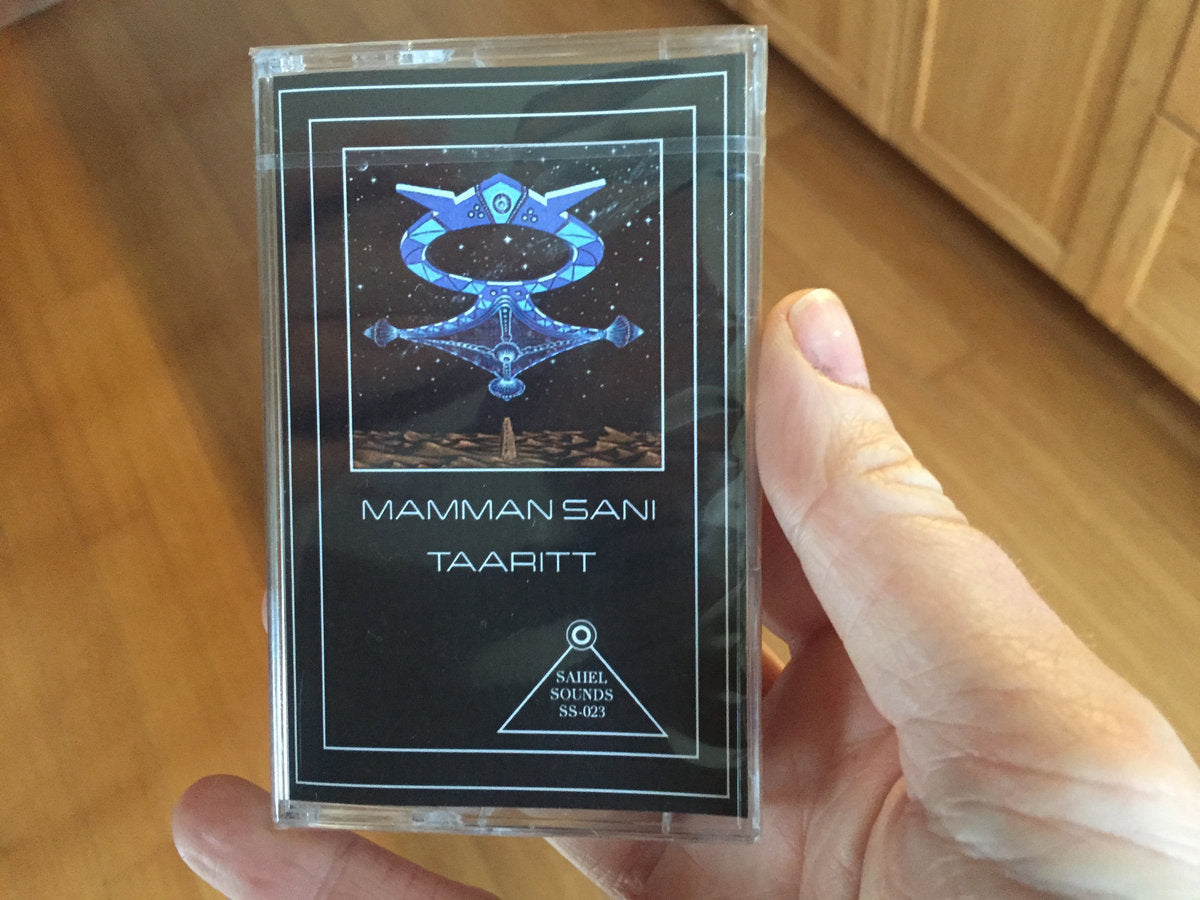 MAMMAN SANI
TAARITT
SAHEL
SOUNDS
SS-023